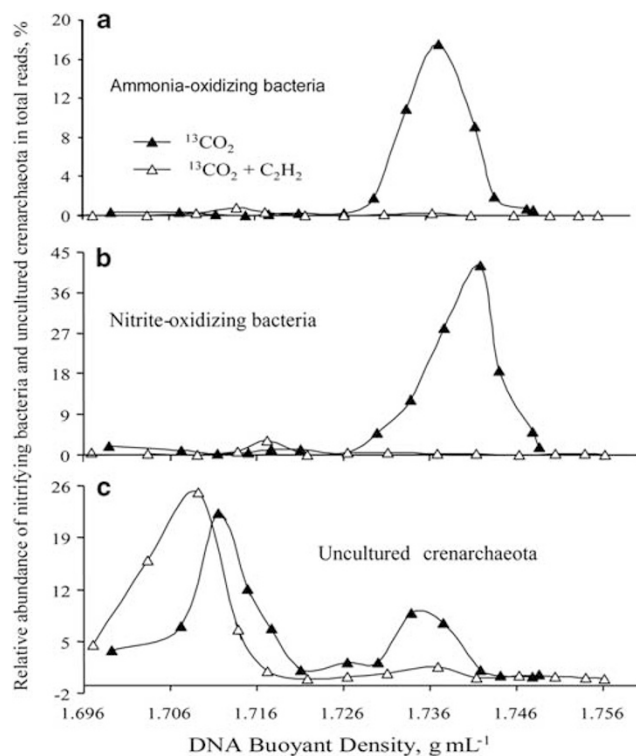 Relative abundance of nitrifying bacteria and uncultured crenarchaeota in total reads, %
a
20
16
12
8
4
0
Ammonia-oxidizing bacteria
¹³CO₂
¹³CO₂ + C₂H₂
b
45
36
27
18
9
0
Nitrite-oxidizing bacteria
c
26
19
12
5
-2
Uncultured crenarchaeota
1.696 1.706 1.716 1.726 1.736 1.746 1.756
DNA Buoyant Density, g mL⁻¹